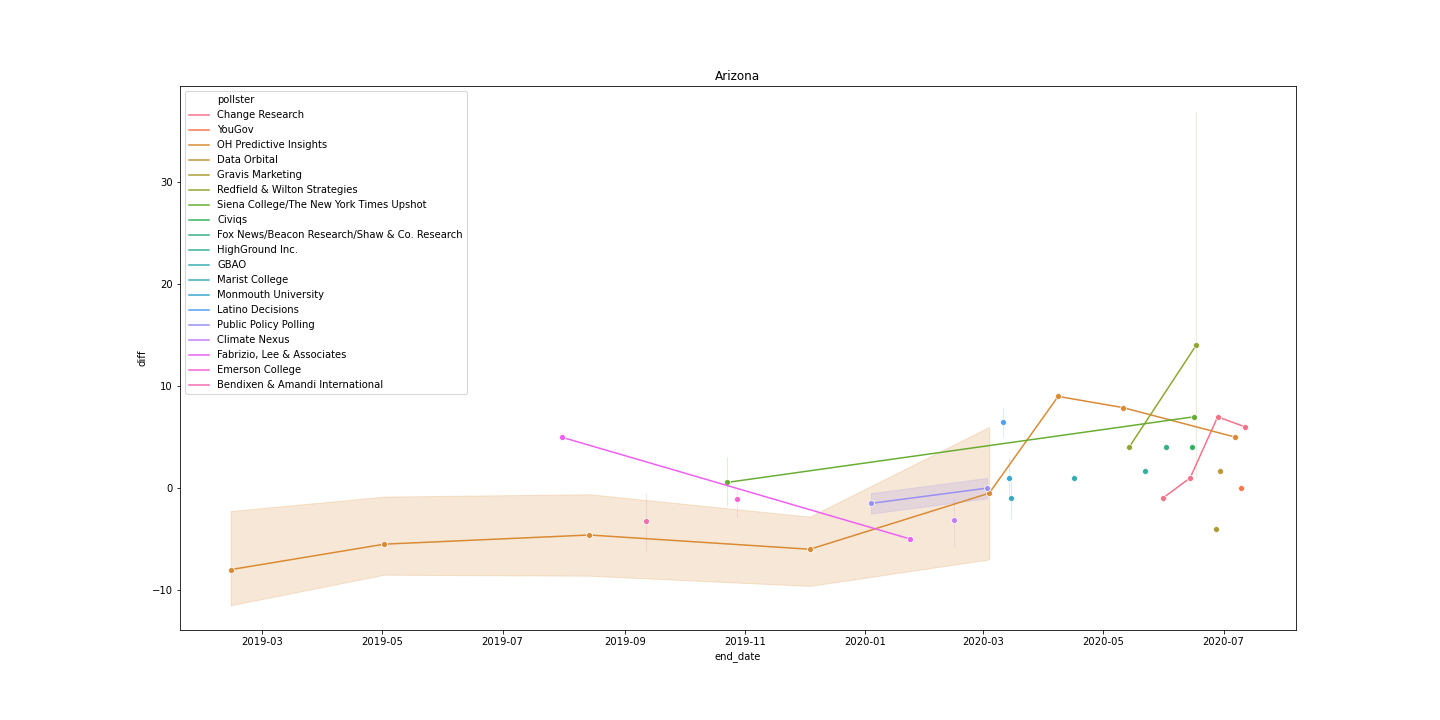 Arizona
pollster
Change Research
YouGov
OH Predictive Insights
Data Orbital
Gravis Marketing
Redfield & Wilton Strategies
Siena College/The New York Times Upshot
Civiqs
Fox News/Beacon Research/Shaw & Co. Research
HighGround Inc.
GBAO
Marist College
Monmouth University
Latino Decisions
Public Policy Polling
Climate Nexus
Fabrizio, Lee & Associates
Emerson College
Bendixen & Amandi International
diff
30
20
10
0
−10
2019-03 2019-05 2019-07 2019-09 2019-11 2020-01 2020-03 2020-05 2020-07
end_date